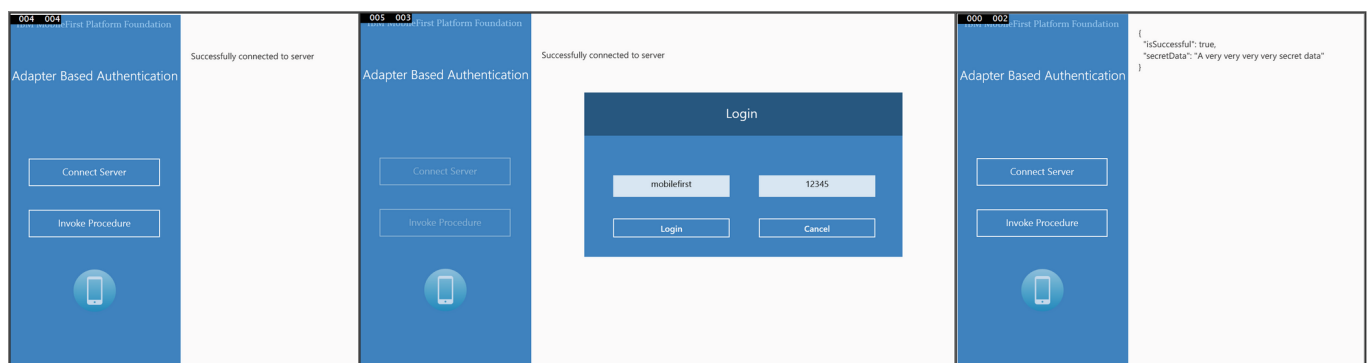 004 004
IBM MobileFirst Platform Foundation
Adapter Based Authentication
Successfully connected to server
Connect Server
Invoke Procedure
005 003
IBM MobileFirst Platform Foundation
Adapter Based Authentication
Successfully connected to server
Connect Server
Invoke Procedure
Login
mobilefirst 12345
Login Cancel
000 002
IBM MobileFirst Platform Foundation
Adapter Based Authentication
Connect Server
Invoke Procedure
{
"isSuccessful": true,
"secretData": "A very very very very secret data"
}